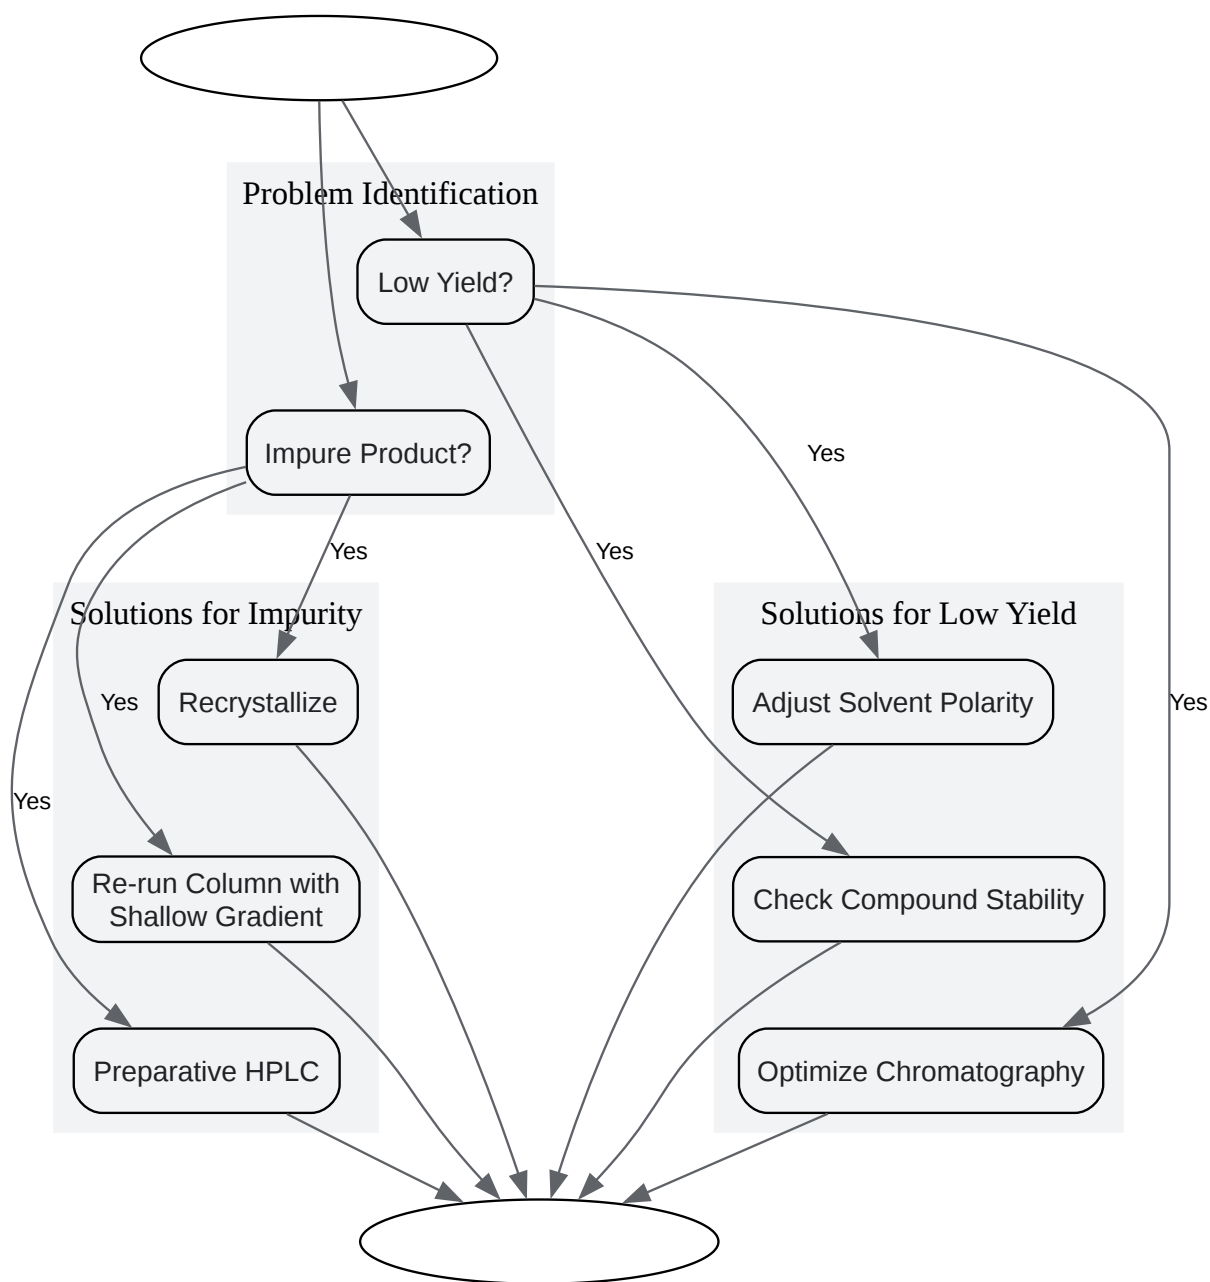 Problem Identification
Low Yield?
Impure Product?
Yes
Yes
Yes
Solutions for Impurity
Solutions for Low Yield
Recrystallize
Adjust Solvent Polarity
Yes
Yes
Yes
Re-run Column with
Shallow Gradient
Check Compound Stability
Preparative HPLC
Optimize Chromatography